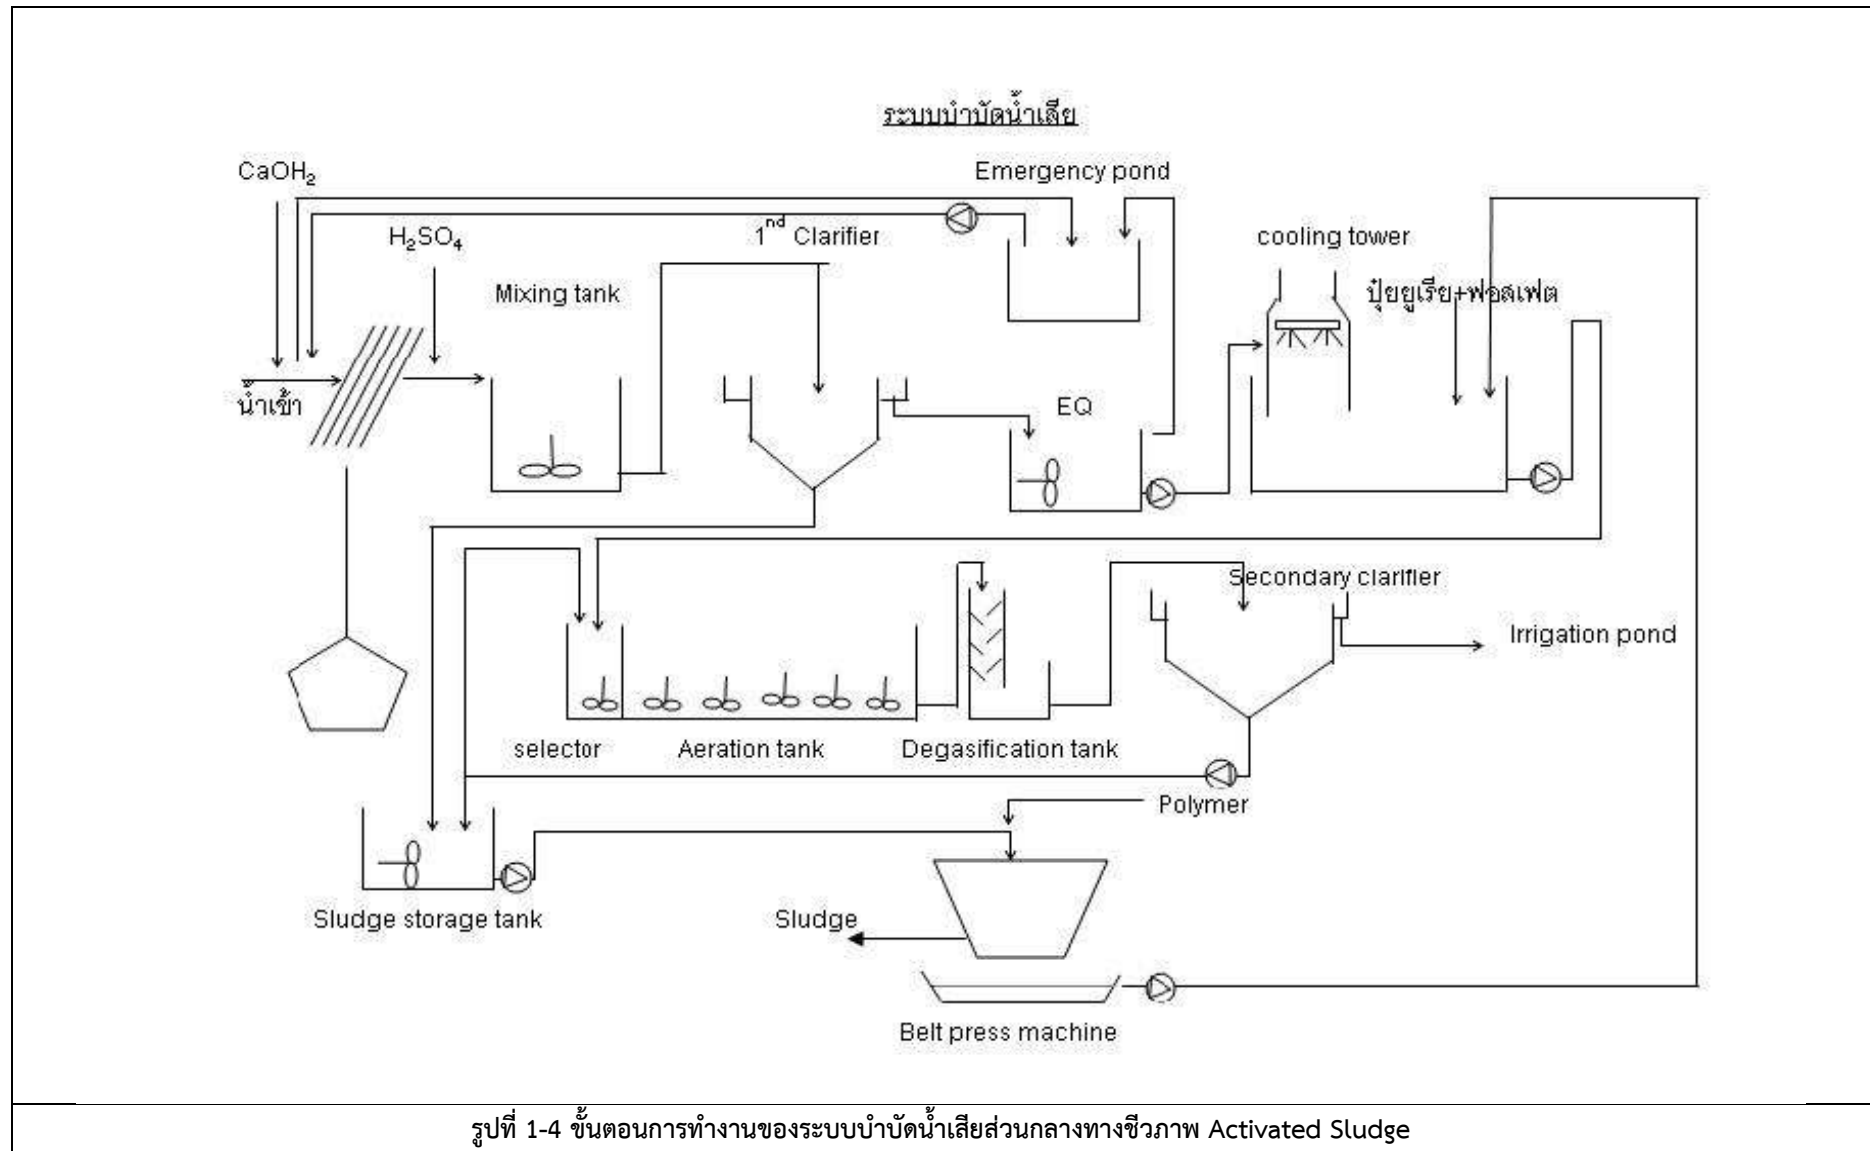 ระบบบำบัดน้ำเสีย
CaOH₂
Emergency pond
H₂SO₄
1ⁿᵈ Clarifier
cooling tower
Mixing tank
ปุ๋ยยูเรีย+ฟอสเฟต
น้ำเข้า
EQ
Secondary clarifier
Irrigation pond
selector
Aeration tank
Degasification tank
Polymer
Sludge storage tank
Sludge
Belt press machine
รูปที่ 1-4 ขั้นตอนการทำงานของระบบบำบัดน้ำเสียส่วนกลางทางชีวภาพ Activated Sludge